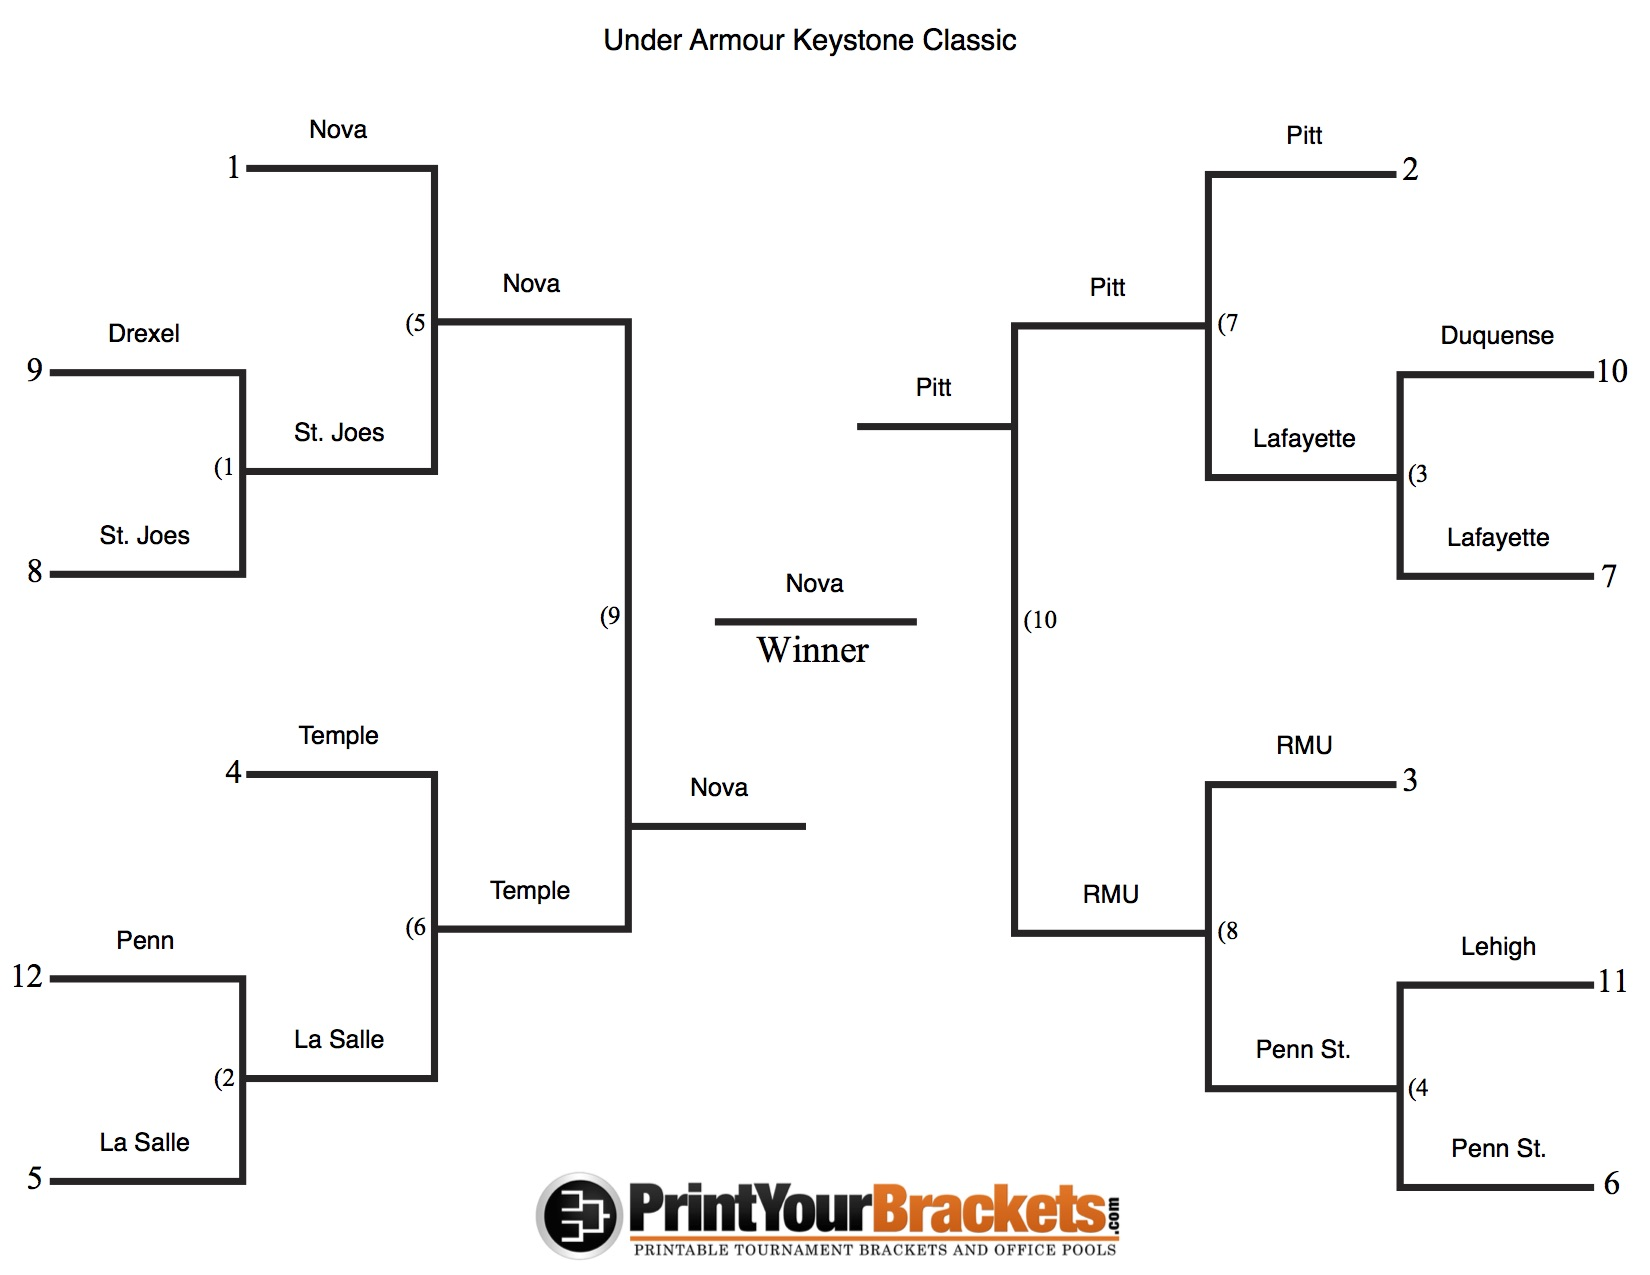 Under Armour Keystone Classic
Nova
1
Drexel
9
St. Joes
(1
St. Joes
8
Nova
(5
Temple
4
Penn
12
La Salle
(2
La Salle
5
Temple
(6
(9
Nova
Nova
Winner
Pitt
(10
Pitt
(7
Pitt
2
Duquense
10
Lafayette
(3
Lafayette
7
RMU
(8
RMU
3
Lehigh
11
Penn St.
(4
Penn St.
6
PrintYourBrackets.com
PRINTABLE TOURNAMENT BRACKETS AND OFFICE POOLS